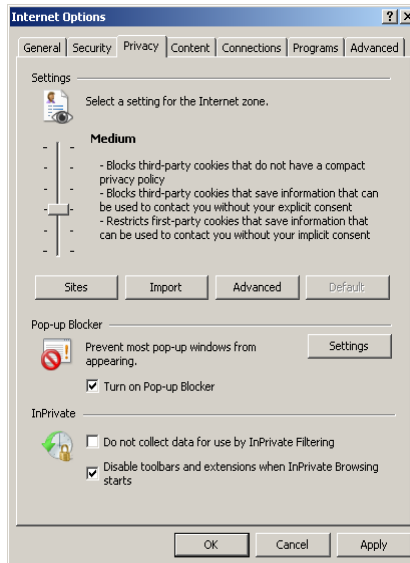 Internet Options
General Security Privacy Content Connections Programs Advanced
Settings
Select a setting for the Internet zone.
Medium
- Blocks third-party cookies that do not have a compact
privacy policy
- Blocks third-party cookies that save information that can
be used to contact you without your explicit consent
- Restricts first-party cookies that save information that
can be used to contact you without your implicit consent
Sites Import Advanced Default
Pop-up Blocker
Prevent most pop-up windows from
appearing.
Settings
Turn on Pop-up Blocker
InPrivate
Do not collect data for use by InPrivate Filtering
Disable toolbars and extensions when InPrivate Browsing
starts
OK Cancel Apply